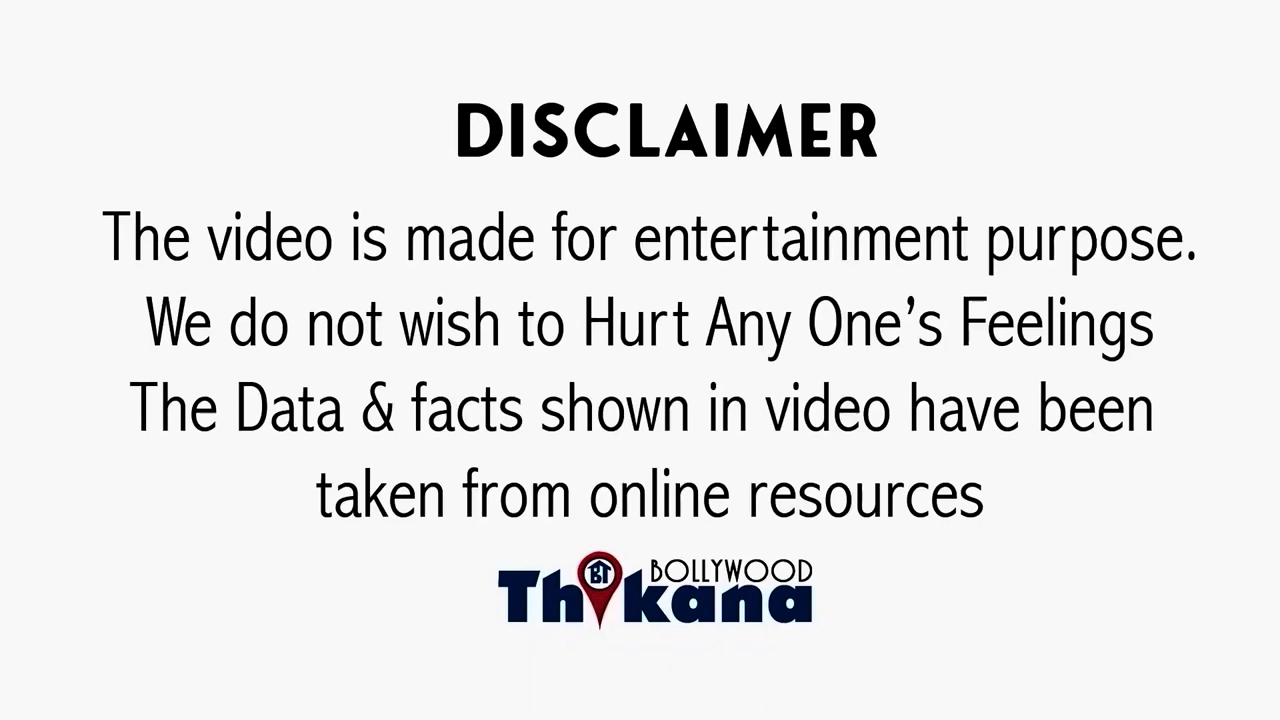 DISCLAIMER
The video is made for entertainment purpose.
We do not wish to Hurt Any One’s Feelings
The Data & facts shown in video have been
taken from online resources
BT
BOLLYWOOD
Thikana